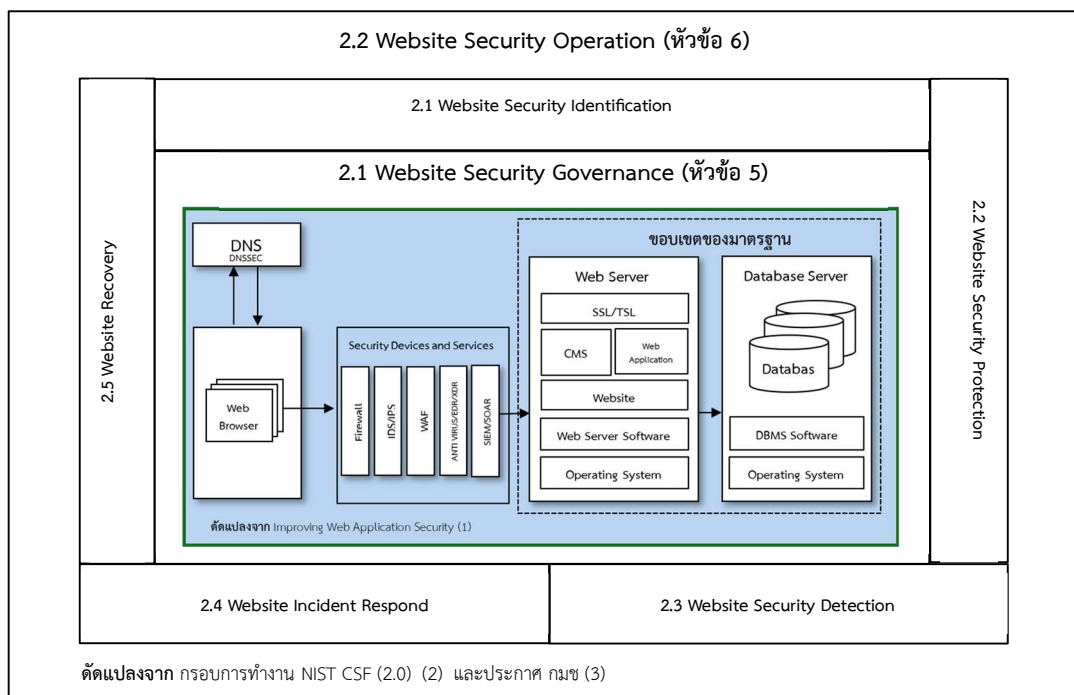 2.2 Website Security Operation (หัวข้อ 6)
2.1 Website Security Identification
2.1 Website Security Governance (หัวข้อ 5)
2.5 Website Recovery
2.2 Website Security Protection
ขอบเขตของมาตรฐาน
DNS
DNSSEC
Web
Browser
Security Devices and Services
Firewall
IDS/IPS
WAF
ANTI VIRUS/EDR/XDR
SIEM/SOAR
Web Server
SSL/TSL
CMS
Web
Application
Website
Web Server Software
Operating System
Database Server
Databas
DBMS Software
Operating System
ดัดแปลงจาก Improving Web Application Security (1)
2.4 Website Incident Respond
2.3 Website Security Detection
ดัดแปลงจาก กรอบการทำงาน NIST CSF (2.0) (2) และประกาศ กมช (3)